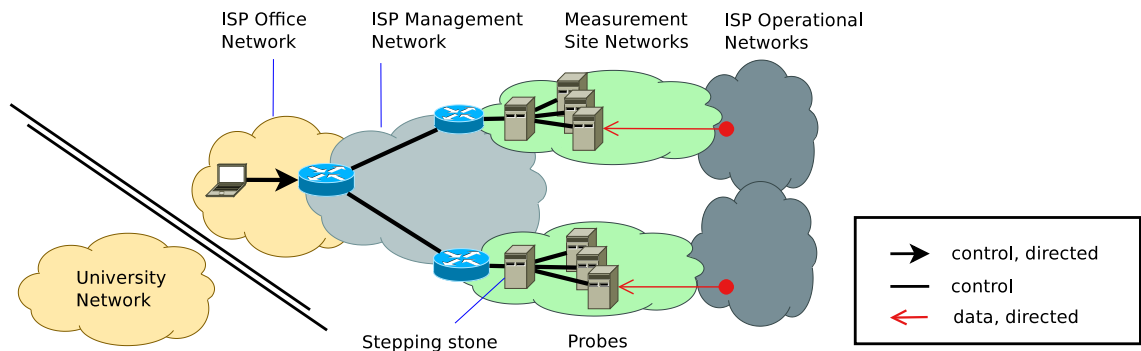 ISP Office
Network
ISP Management
Network
Measurement
Site Networks
ISP Operational
Networks
University
Network
Stepping stone
Probes
control, directed
control
data, directed